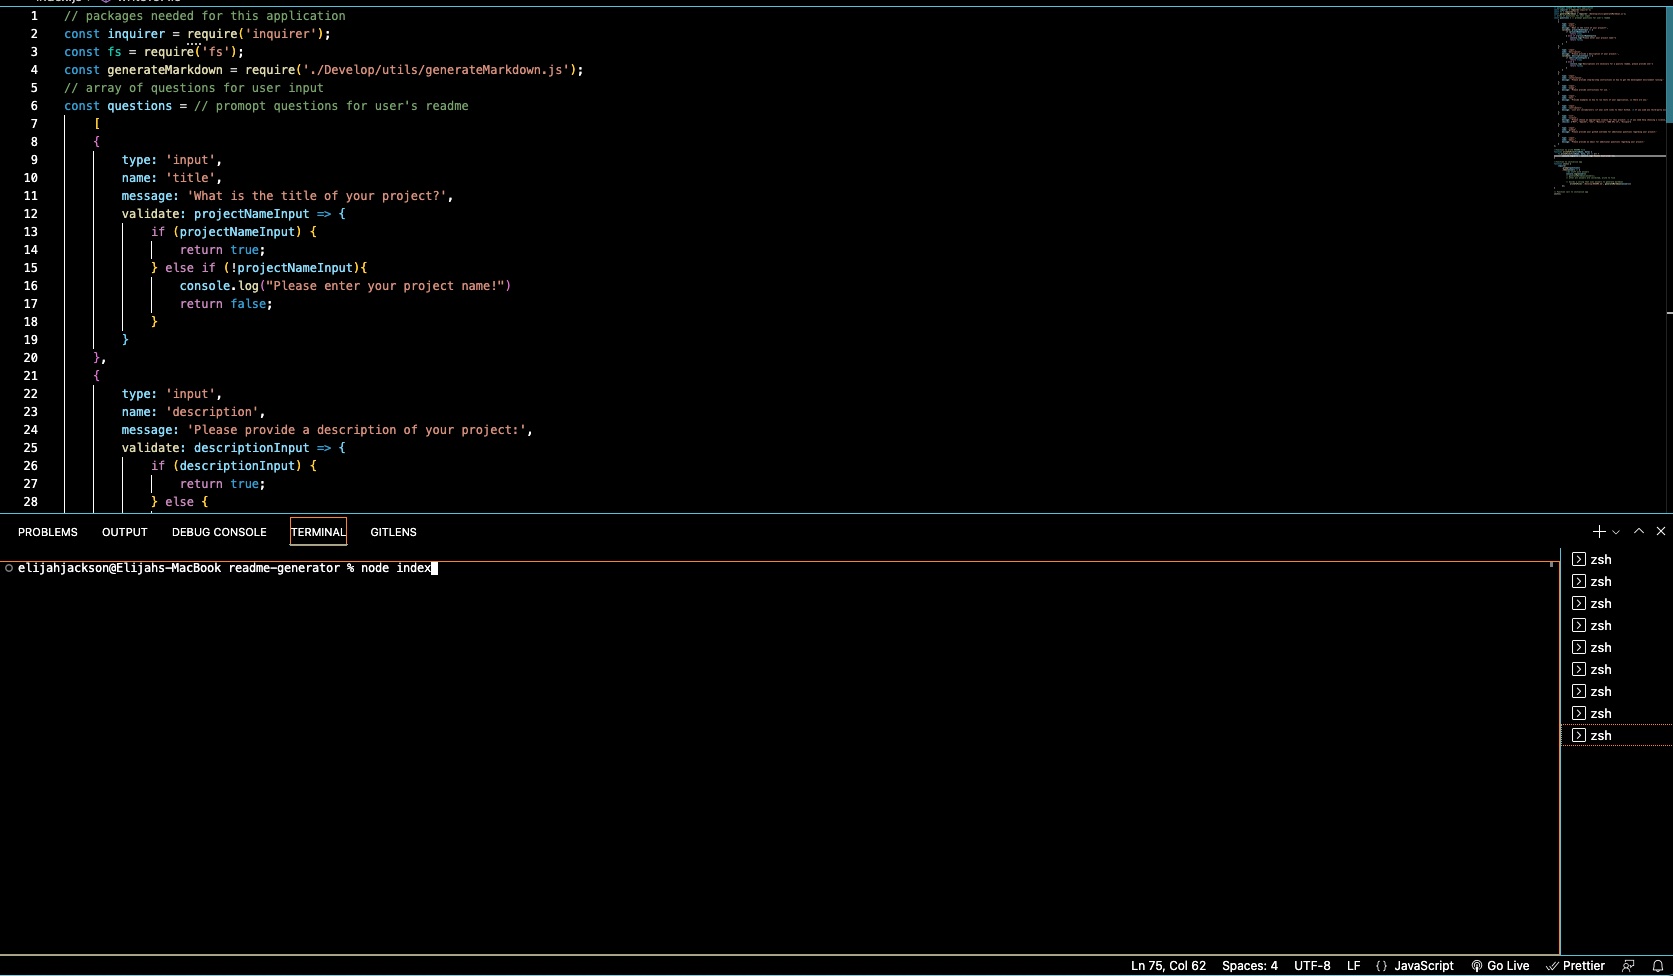 1 // packages needed for this application
2 const inquirer = require('inquirer');
3 const fs = require('fs');
4 const generateMarkdown = require('./Develop/utils/generateMarkdown.js');
5 // array of questions for user input
6 const questions = // promopt questions for user's readme
7 [
8 {
9 type: 'input',
10 name: 'title',
11 message: 'What is the title of your project?',
12 validate: projectNameInput => {
13 if (projectNameInput) {
14 return true;
15 } else if (!projectNameInput){
16 console.log("Please enter your project name!")
17 return false;
18 }
19 }
20 },
21 {
22 type: 'input',
23 name: 'description',
24 message: 'Please provide a description of your project:',
25 validate: descriptionInput => {
26 if (descriptionInput) {
27 return true;
28 } else {
PROBLEMS OUTPUT DEBUG CONSOLE TERMINAL GITLENS
elijahjackson@Elijahs-MacBook readme-generator % node index
zsh
zsh
zsh
zsh
zsh
zsh
zsh
zsh
zsh
Ln 75, Col 62 Spaces: 4 UTF-8 LF {} JavaScript Go Live Prettier